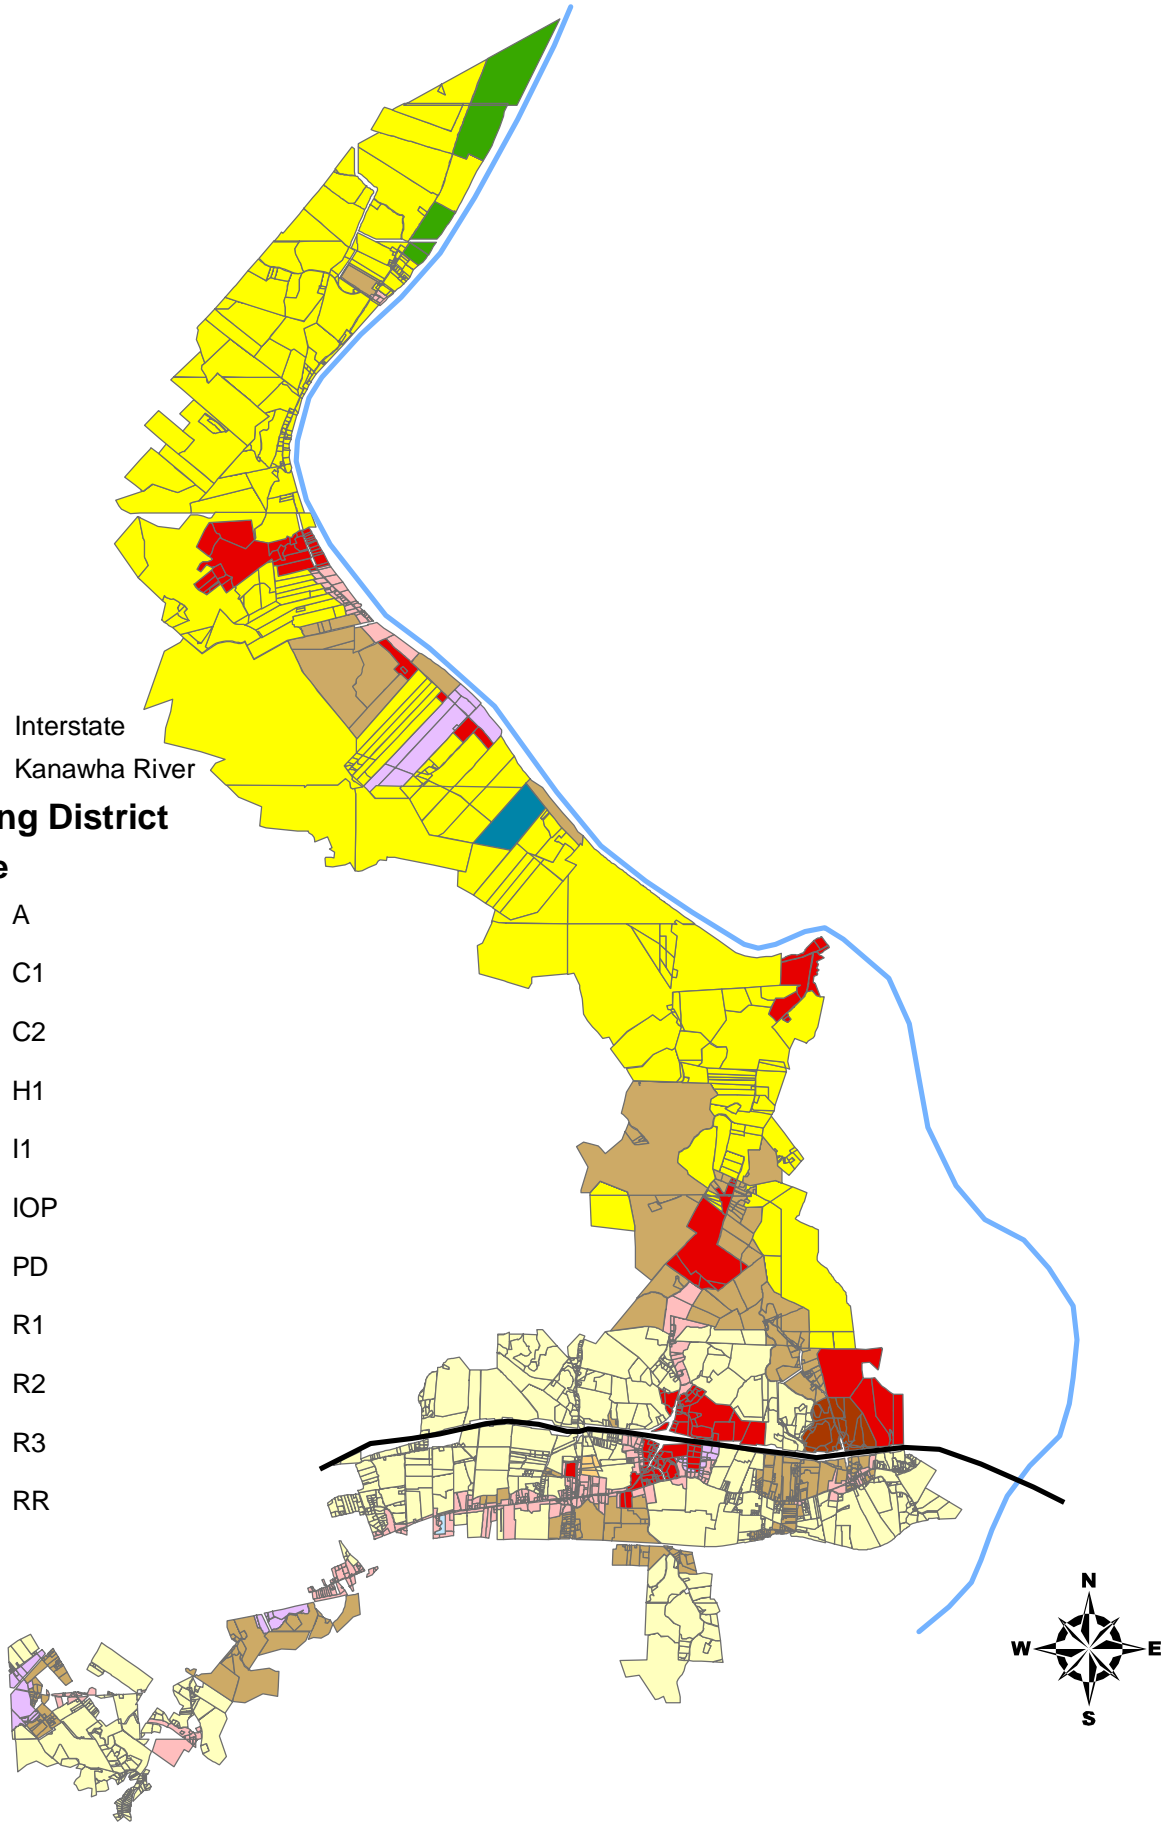 Interstate
Kanawha River
ng District
e
A
C1
C2
H1
I1
IOP
PD
R1
R2
R3
RR
N
W E
S